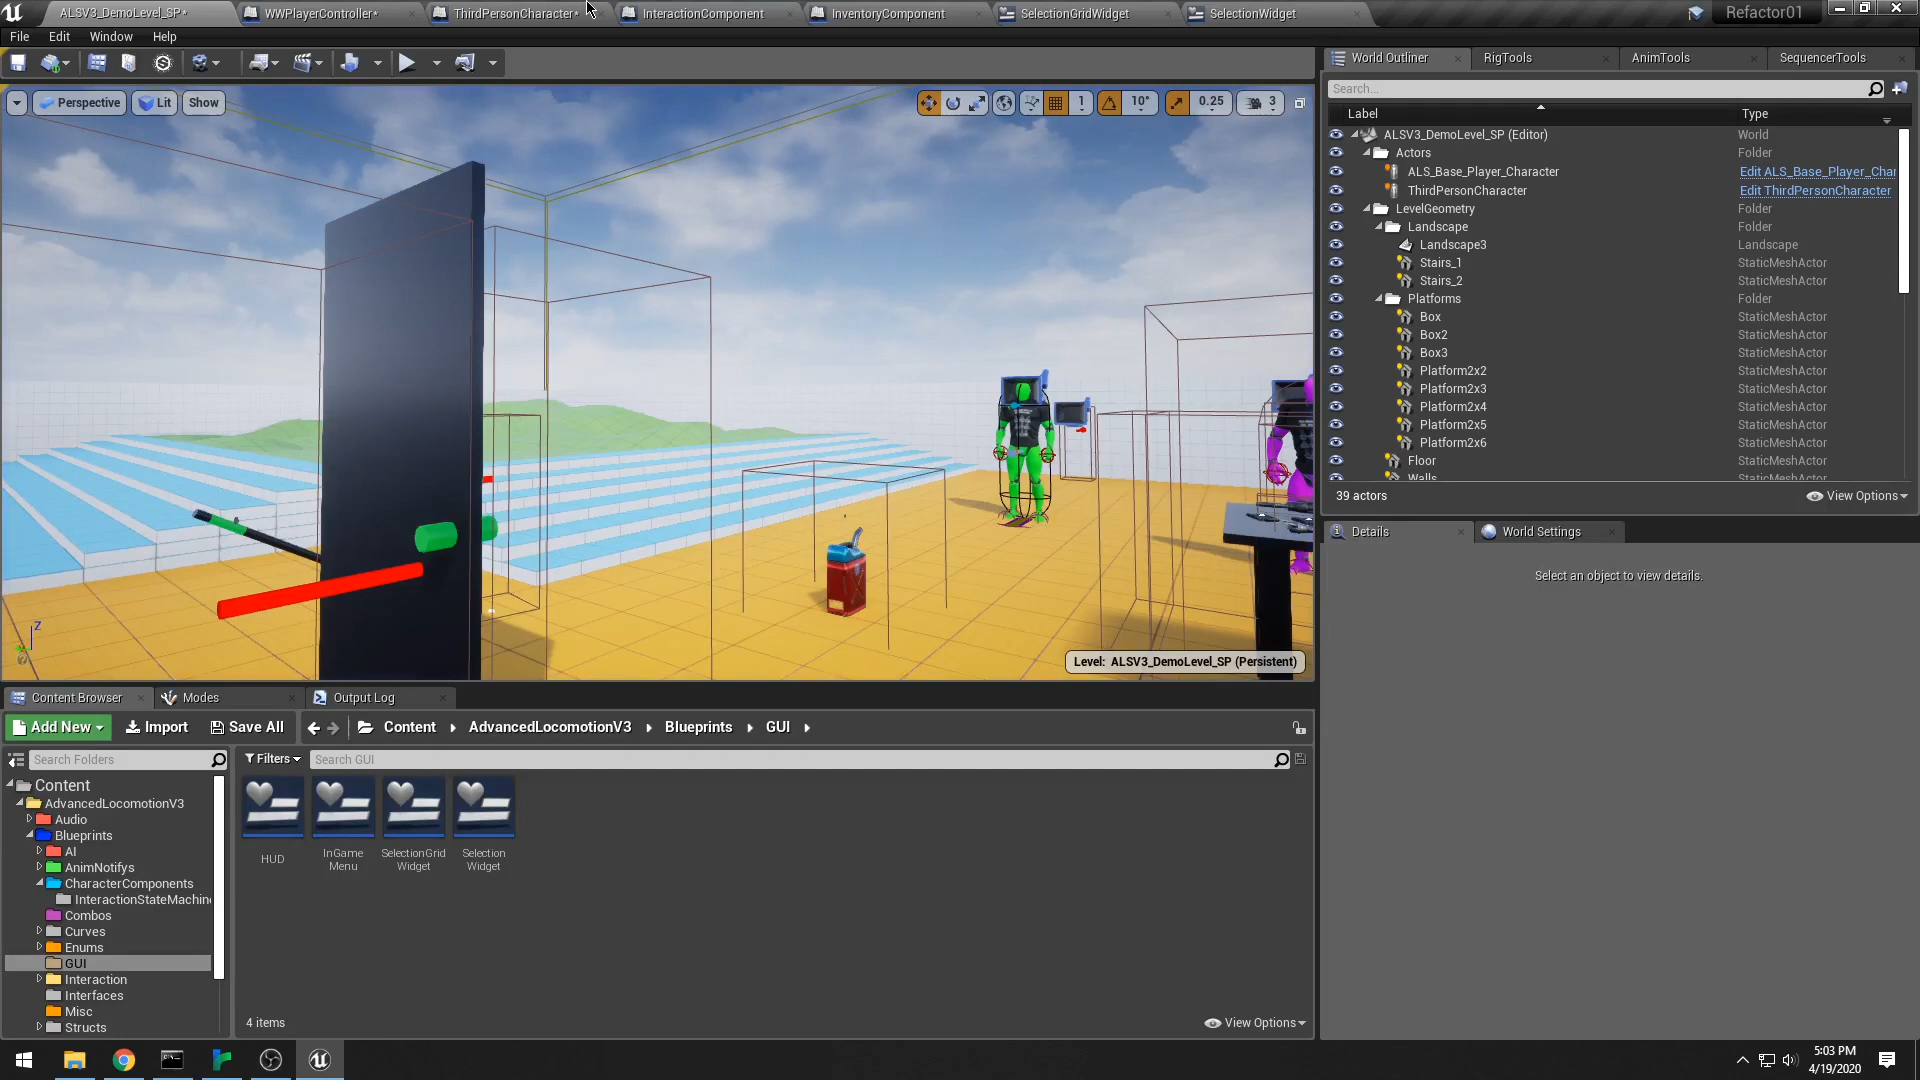 ALSV3_DemoLevel_SP*
WWPlayerController*
ThirdPersonCharacter*
InteractionComponent
InventoryComponent
SelectionGridWidget
SelectionWidget
Refactor01
File Edit Window Help
Perspective Lit Show
1 10° 0.25 3
Level: ALSV3_DemoLevel_SP (Persistent)
World Outliner RigTools AnimTools SequencerTools
Search...
Label Type
ALSV3_DemoLevel_SP (Editor) World
Actors Folder
ALS_Base_Player_Character Edit ALS_Base_Player_Char
ThirdPersonCharacter Edit ThirdPersonCharacter
LevelGeometry Folder
Landscape Folder
Landscape3 Landscape
Stairs_1 StaticMeshActor
Stairs_2 StaticMeshActor
Platforms Folder
Box StaticMeshActor
Box2 StaticMeshActor
Box3 StaticMeshActor
Platform2x2 StaticMeshActor
Platform2x3 StaticMeshActor
Platform2x4 StaticMeshActor
Platform2x5 StaticMeshActor
Platform2x6 StaticMeshActor
Floor StaticMeshActor
Walls StaticMeshActor
39 actors View Options
Details World Settings
Select an object to view details.
Content Browser Modes Output Log
Add New Import Save All Content AdvancedLocomotionV3 Blueprints GUI
Search Folders
Filters Search GUI
Content
AdvancedLocomotionV3
Audio
Blueprints
AI
AnimNotifys
CharacterComponents
InteractionStateMachin
Combos
Curves
Enums
GUI
Interaction
Interfaces
Misc
Structs
HUD
InGame
Menu
SelectionGrid
Widget
Selection
Widget
4 items View Options
5:03 PM
4/19/2020
Z